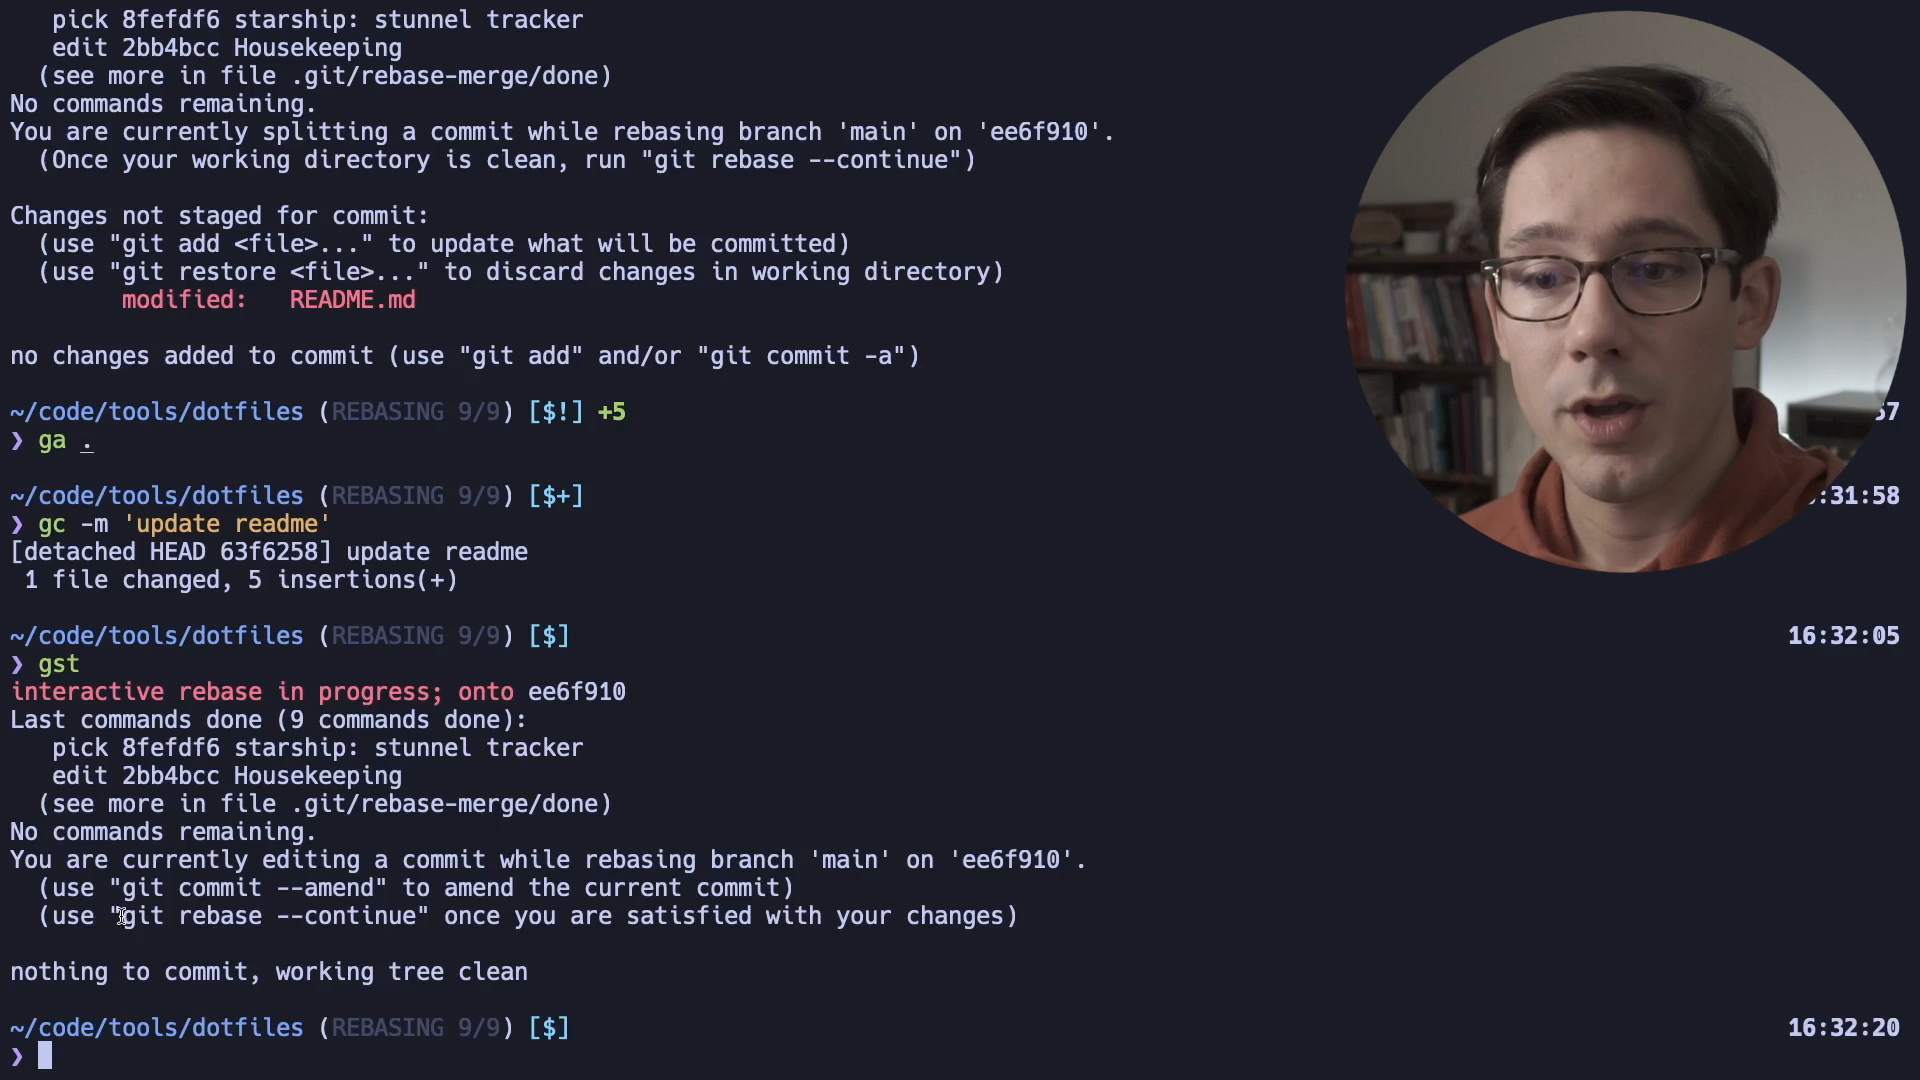 pick 8fefdf6 starship: stunnel tracker
edit 2bb4bcc Housekeeping
(see more in file .git/rebase-merge/done)
No commands remaining.
You are currently splitting a commit while rebasing branch 'main' on 'ee6f910'.
(Once your working directory is clean, run "git rebase --continue")
Changes not staged for commit:
(use "git add <file>..." to update what will be committed)
(use "git restore <file>..." to discard changes in working directory)
modified:   README.md
no changes added to commit (use "git add" and/or "git commit -a")
~/code/tools/dotfiles (REBASING 9/9) [$!] +5 57
❯ ga .
~/code/tools/dotfiles (REBASING 9/9) [$+] :31:58
❯ gc -m 'update readme'
[detached HEAD 63f6258] update readme
1 file changed, 5 insertions(+)
~/code/tools/dotfiles (REBASING 9/9) [$] 16:32:05
❯ gst
interactive rebase in progress; onto ee6f910
Last commands done (9 commands done):
pick 8fefdf6 starship: stunnel tracker
edit 2bb4bcc Housekeeping
(see more in file .git/rebase-merge/done)
No commands remaining.
You are currently editing a commit while rebasing branch 'main' on 'ee6f910'.
(use "git commit --amend" to amend the current commit)
(use "git rebase --continue" once you are satisfied with your changes)
nothing to commit, working tree clean
~/code/tools/dotfiles (REBASING 9/9) [$] 16:32:20
❯